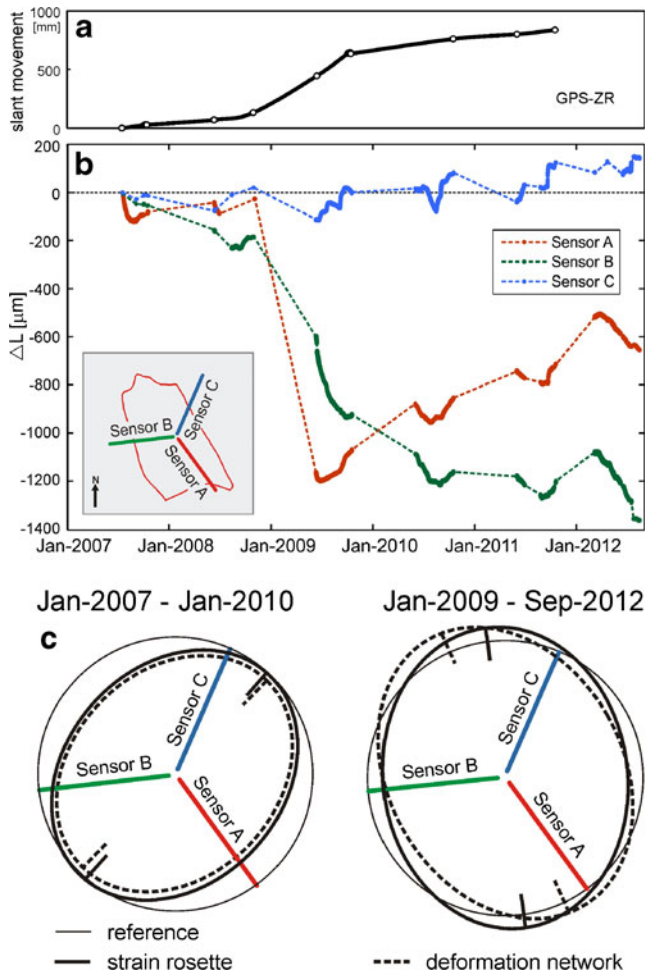 a
1000
[mm]
500
0
slant movement
GPS-ZR
b
200
0
-200
-400
-600
-800
-1000
-1200
-1400
△L [μm]
Sensor A
Sensor B
Sensor C
Sensor C
Sensor B
Sensor A
N
Jan-2007
Jan-2008
Jan-2009
Jan-2010
Jan-2011
Jan-2012
Jan-2007 - Jan-2010
Jan-2009 - Sep-2012
c
Sensor C
Sensor B
Sensor A
Sensor C
Sensor B
Sensor A
reference
strain rosette
deformation network